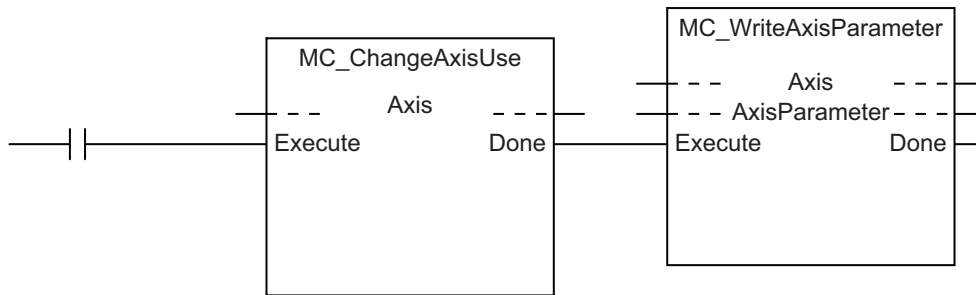 MC_ChangeAxisUse
Axis
Execute Done
MC_WriteAxisParameter
Axis
AxisParameter
Execute Done